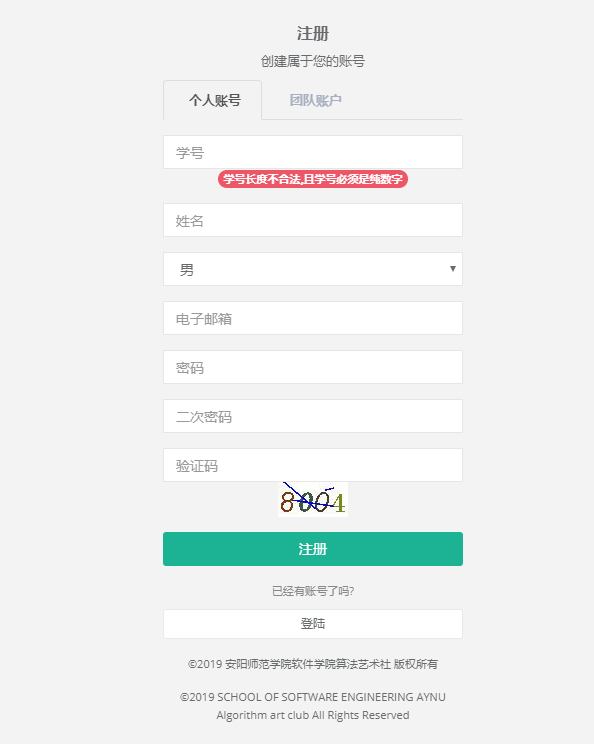 注册
创建属于您的账号
个人账号 团队账户
学号
学号长度不合法,且学号必须是纯数字
姓名
男
电子邮箱
密码
二次密码
验证码
8004
注册
已经有账号了吗?
登陆
©2019 安阳师范学院软件学院算法艺术社 版权所有
©2019 SCHOOL OF SOFTWARE ENGINEERING AYNU
Algorithm art club All Rights Reserved